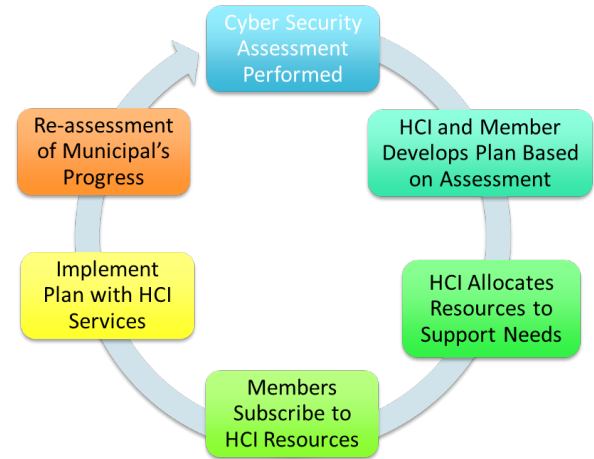 Cyber Security
Assessment
Performed
HCI and Member
Develops Plan Based
on Assessment
HCI Allocates
Resources to
Support Needs
Members
Subscribe to
HCI Resources
Implement
Plan with HCI
Services
Re-assessment
of Municipal’s
Progress